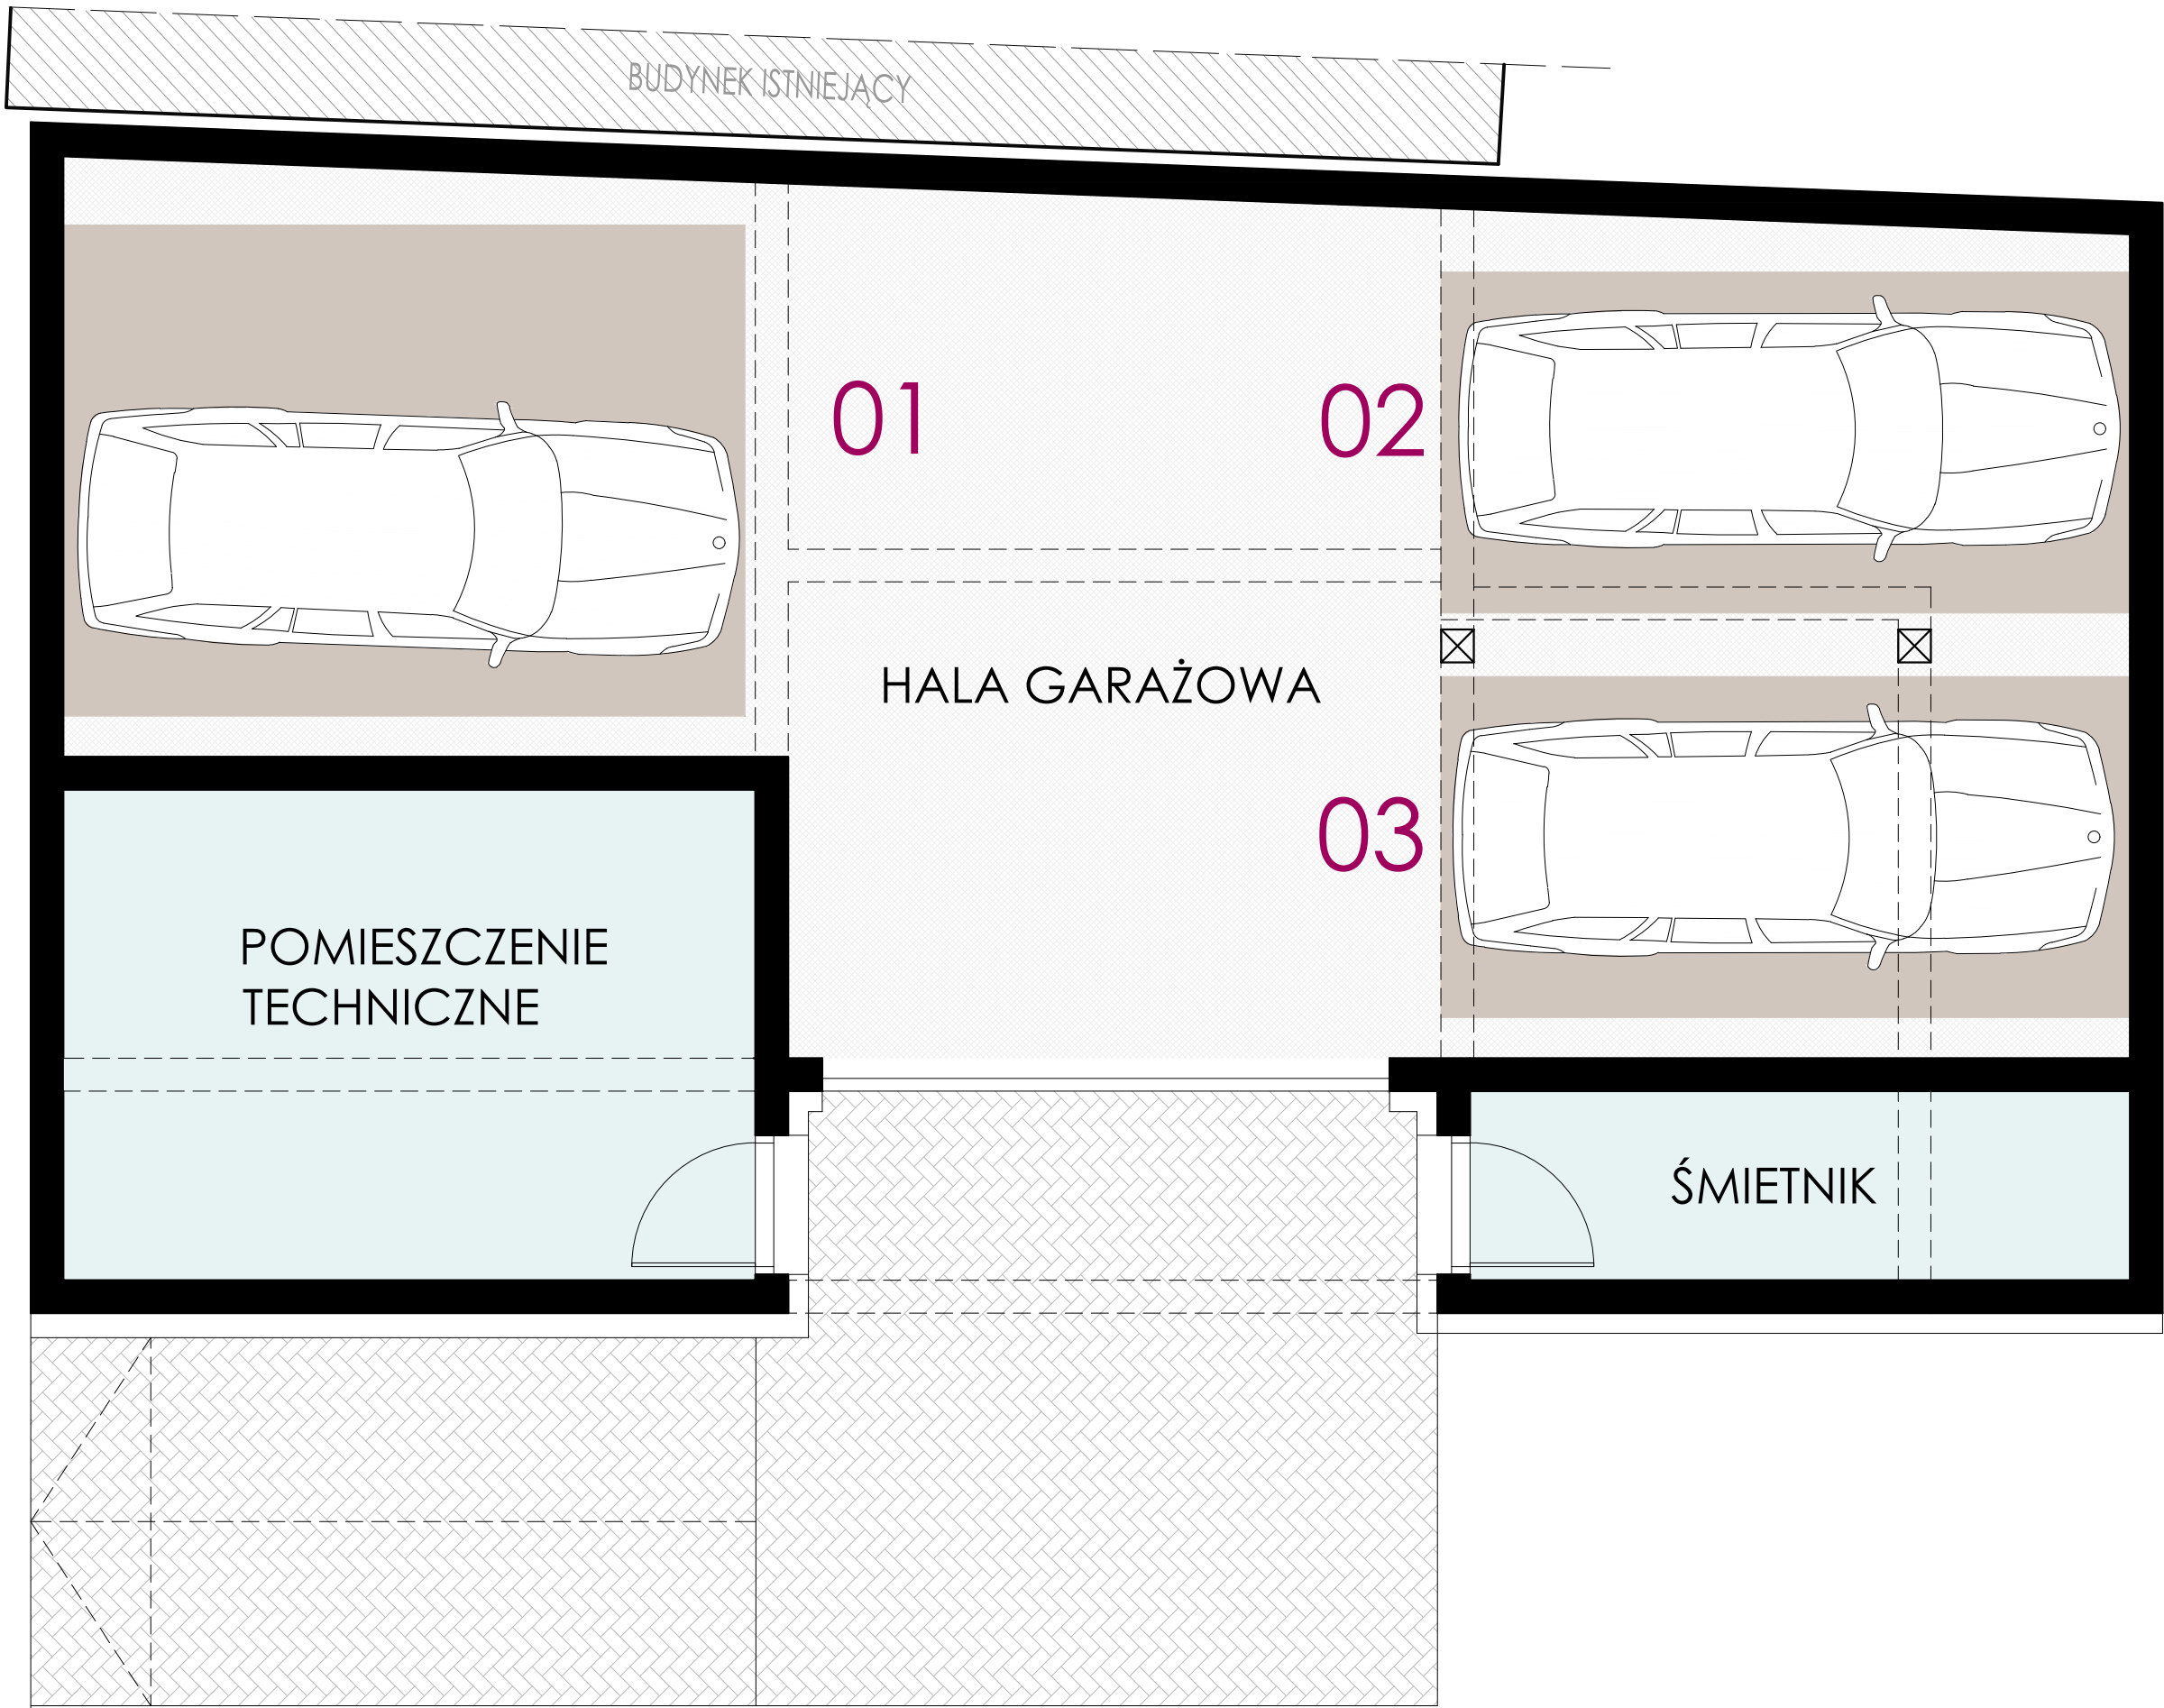 BUDYNEK ISTNIEJĄCY
01
02
HALA GARAŻOWA
03
POMIESZCZENIE
TECHNICZNE
ŚMIETNIK